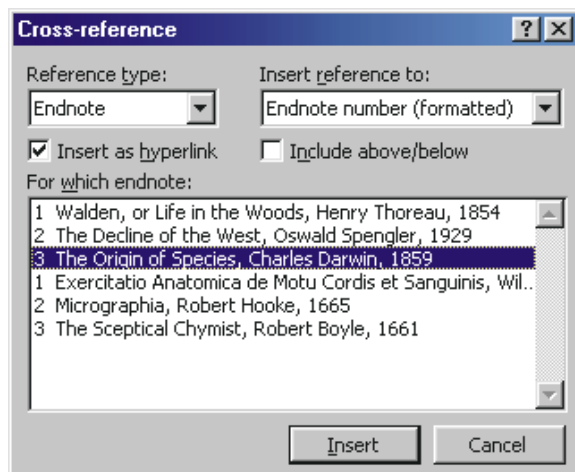 Cross-reference
Reference type: Insert reference to:
Endnote Endnote number (formatted)
Insert as hyperlink Include above/below
For which endnote:
1 Walden, or Life in the Woods, Henry Thoreau, 1854
2 The Decline of the West, Oswald Spengler, 1929
3 The Origin of Species, Charles Darwin, 1859
1 Exercitatio Anatomica de Motu Cordis et Sanguinis, Wil..
2 Micrographia, Robert Hooke, 1665
3 The Sceptical Chymist, Robert Boyle, 1661
Insert Cancel